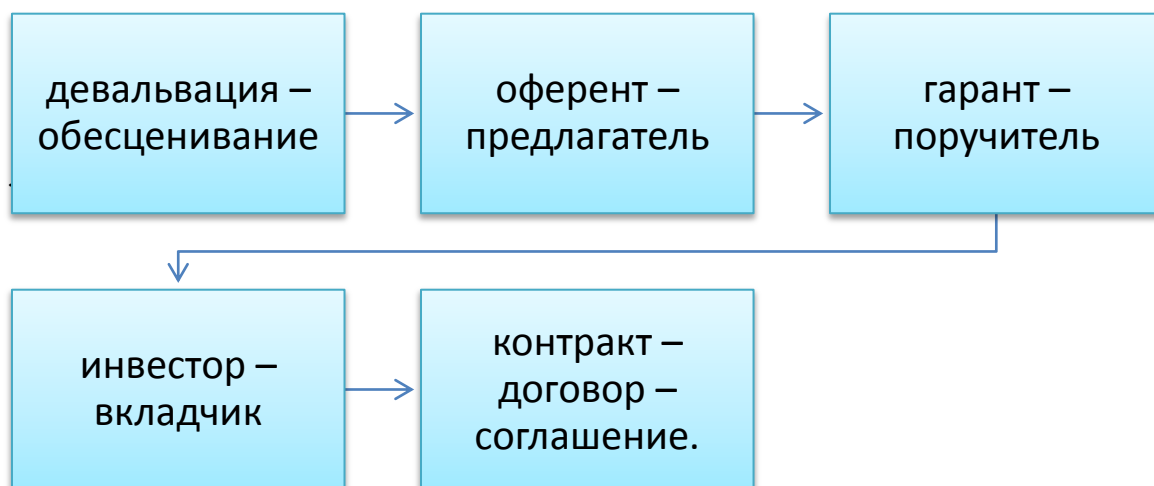 девальвация –
обесценивание
оферент –
предлагатель
гарант –
поручитель
инвестор –
вкладчик
контракт –
договор –
соглашение.